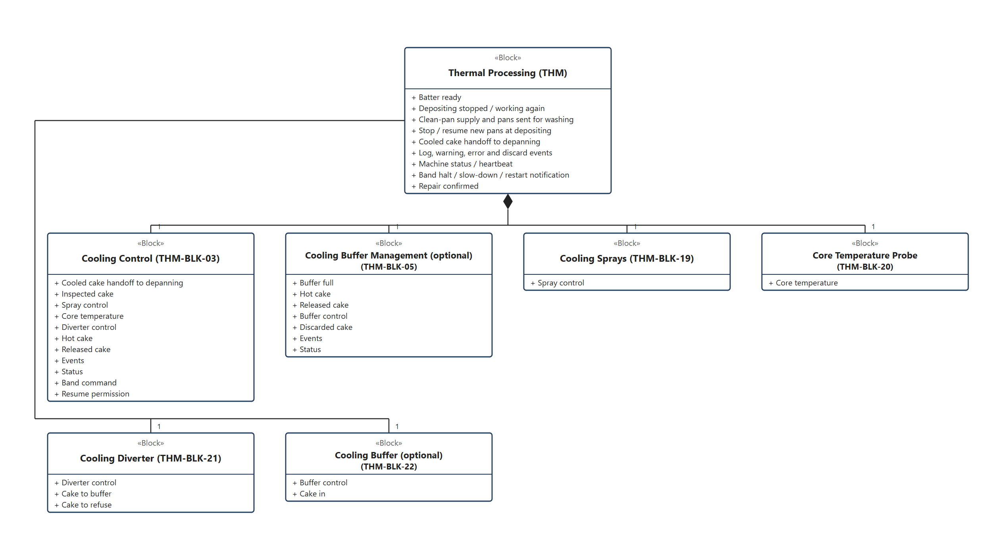 «Block»
Thermal Processing (THM)
+ Batter ready
+ Depositing stopped / working again
+ Clean-pan supply and pans sent for washing
+ Stop / resume new pans at depositing
+ Cooled cake handoff to depanning
+ Log, warning, error and discard events
+ Machine status / heartbeat
+ Band halt / slow-down / restart notification
+ Repair confirmed
1
«Block»
Cooling Control (THM-BLK-03)
+ Cooled cake handoff to depanning
+ Inspected cake
+ Spray control
+ Core temperature
+ Diverter control
+ Hot cake
+ Released cake
+ Events
+ Status
+ Band command
+ Resume permission
1
«Block»
Cooling Buffer Management (optional)
(THM-BLK-05)
+ Buffer full
+ Hot cake
+ Released cake
+ Buffer control
+ Discarded cake
+ Events
+ Status
1
«Block»
Cooling Sprays (THM-BLK-19)
+ Spray control
1
«Block»
Core Temperature Probe
(THM-BLK-20)
+ Core temperature
1
«Block»
Cooling Diverter (THM-BLK-21)
+ Diverter control
+ Cake to buffer
+ Cake to refuse
1
«Block»
Cooling Buffer (optional)
(THM-BLK-22)
+ Buffer control
+ Cake in